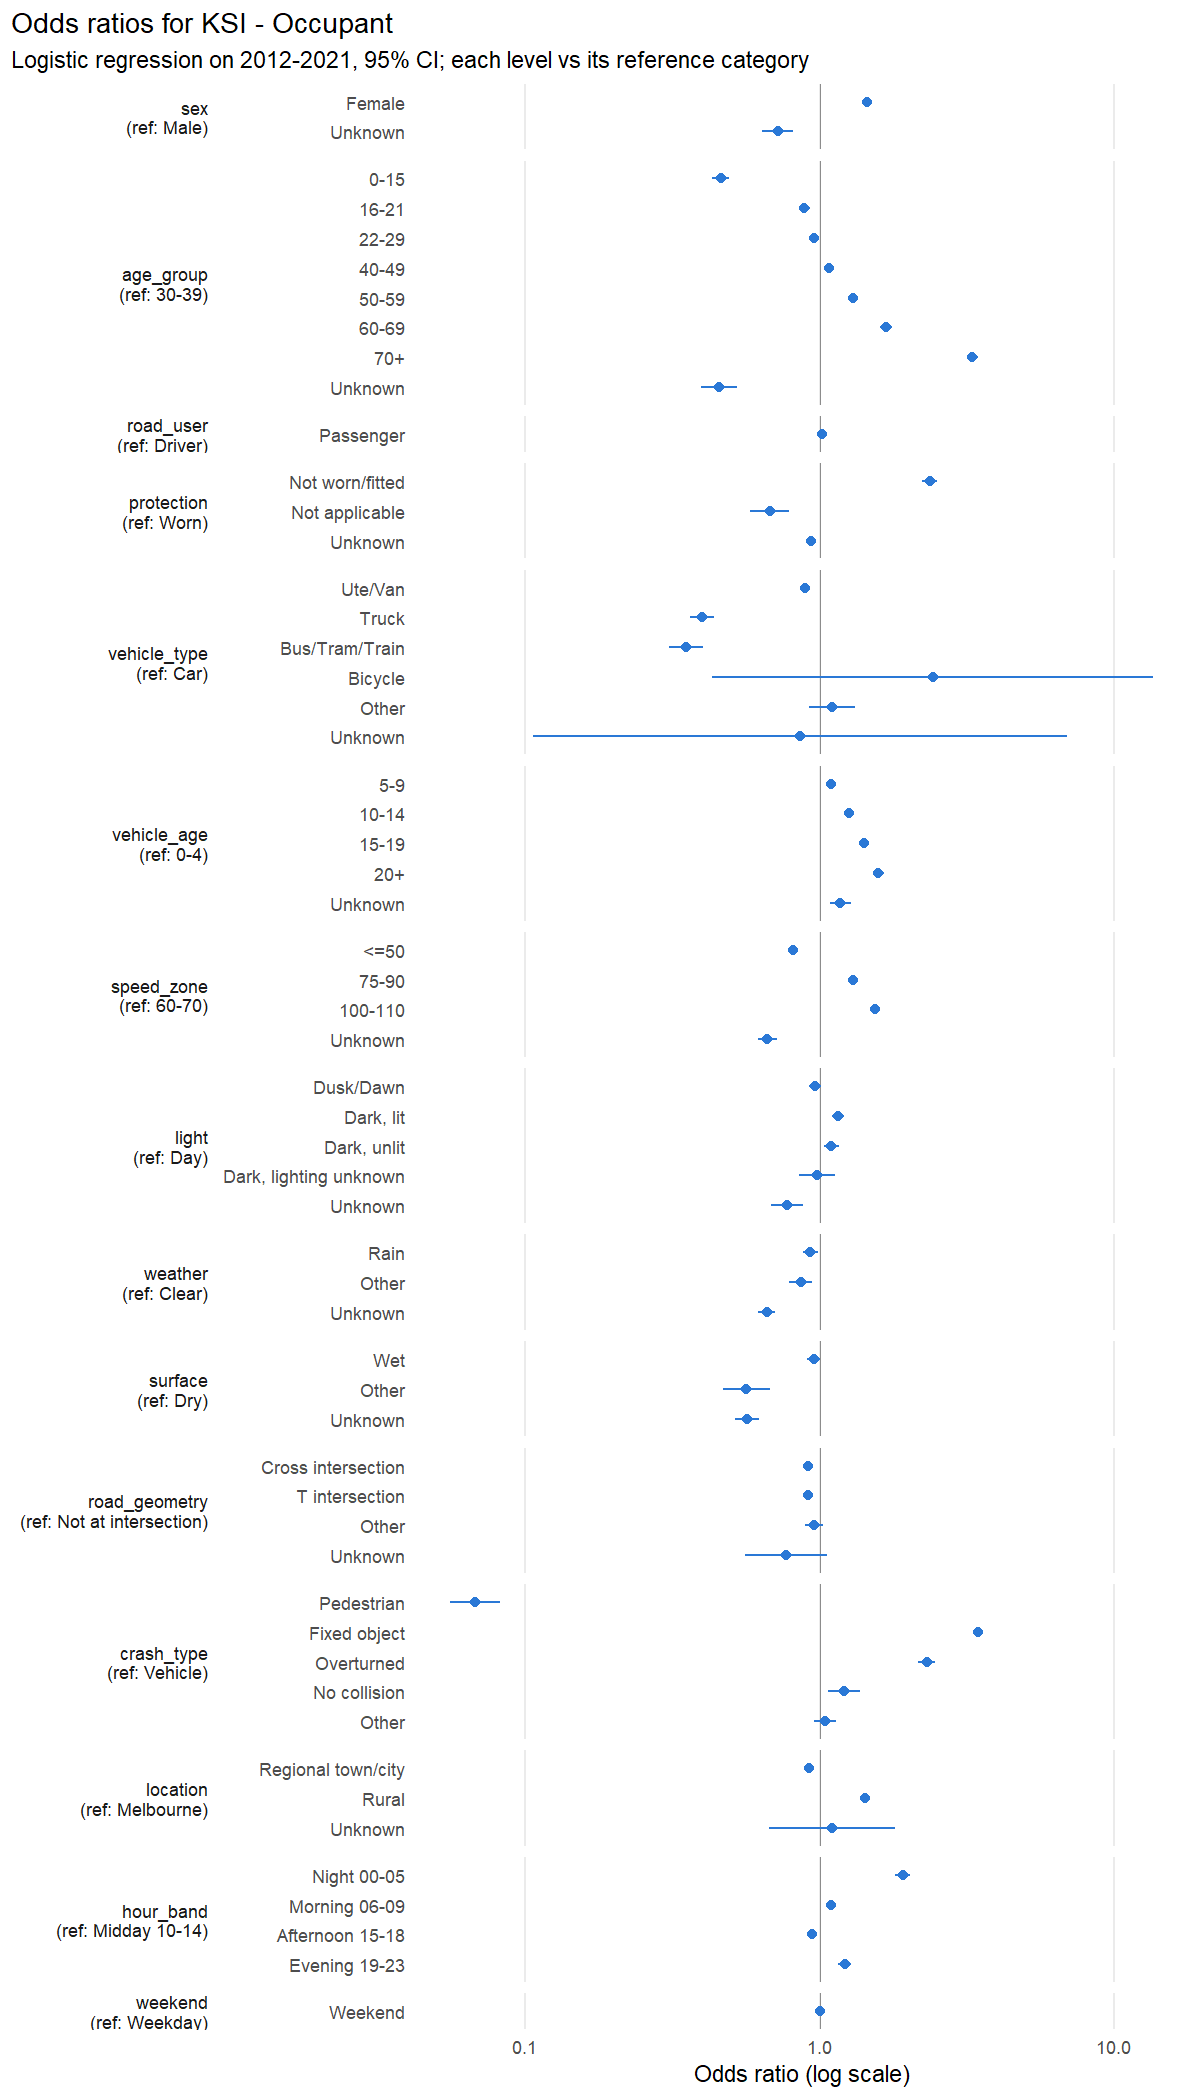 Odds ratios for KSI - Occupant
Logistic regression on 2012-2021, 95% CI; each level vs its reference category
sex
(ref: Male)
Female
Unknown
age_group
(ref: 30-39)
0-15
16-21
22-29
40-49
50-59
60-69
70+
Unknown
road_user
(ref: Driver)
Passenger
protection
(ref: Worn)
Not worn/fitted
Not applicable
Unknown
vehicle_type
(ref: Car)
Ute/Van
Truck
Bus/Tram/Train
Bicycle
Other
Unknown
vehicle_age
(ref: 0-4)
5-9
10-14
15-19
20+
Unknown
speed_zone
(ref: 60-70)
<=50
75-90
100-110
Unknown
light
(ref: Day)
Dusk/Dawn
Dark, lit
Dark, unlit
Dark, lighting unknown
Unknown
weather
(ref: Clear)
Rain
Other
Unknown
surface
(ref: Dry)
Wet
Other
Unknown
road_geometry
(ref: Not at intersection)
Cross intersection
T intersection
Other
Unknown
crash_type
(ref: Vehicle)
Pedestrian
Fixed object
Overturned
No collision
Other
location
(ref: Melbourne)
Regional town/city
Rural
Unknown
hour_band
(ref: Midday 10-14)
Night 00-05
Morning 06-09
Afternoon 15-18
Evening 19-23
weekend
(ref: Weekday)
Weekend
0.1
1.0
10.0
Odds ratio (log scale)